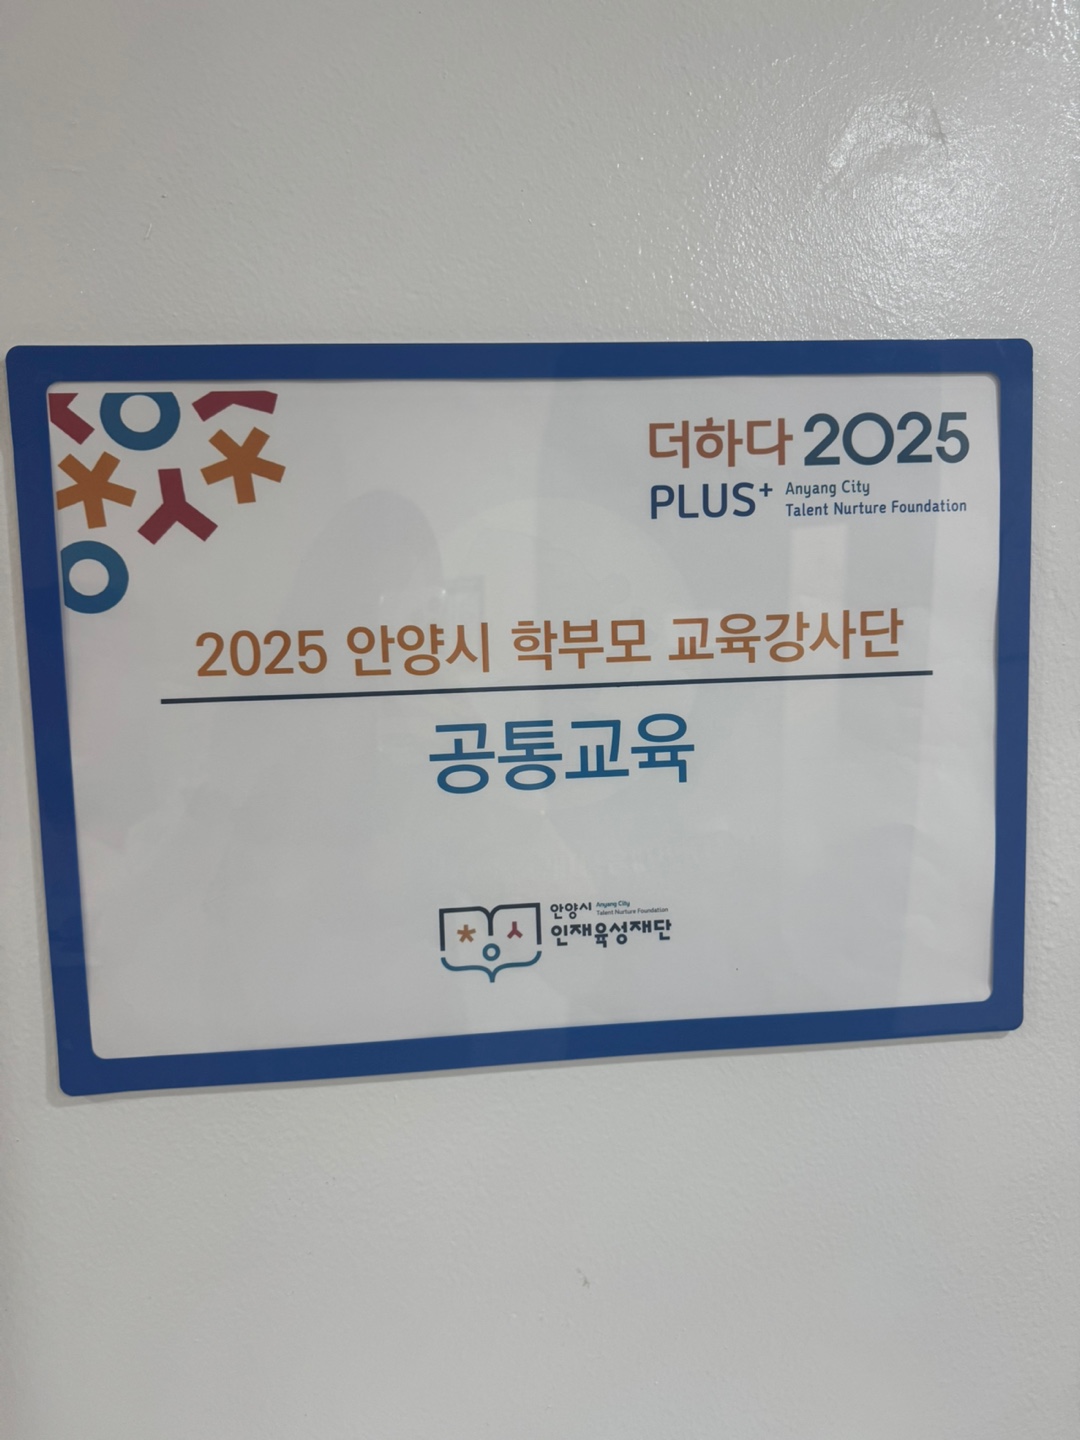 더하다 2025
PLUS+ Anyang City
Talent Nurture Foundation
2025 안양시 학부모 교육강사단
공통교육
안양시 Anyang City
Talent Nurture Foundation
인재육성재단